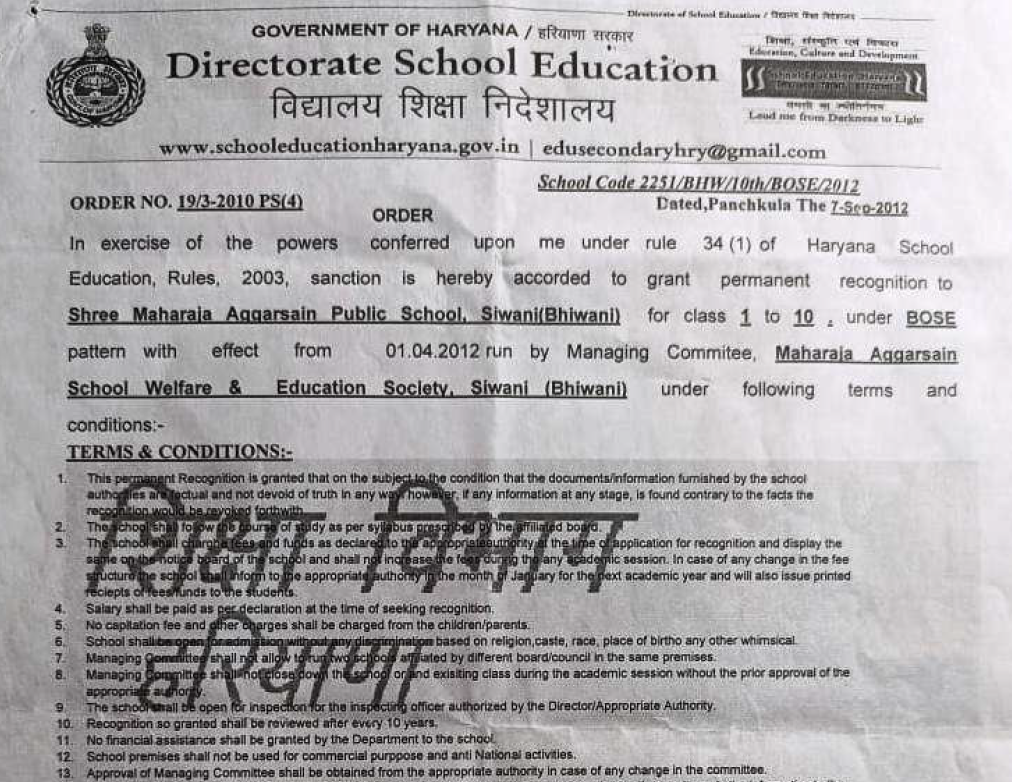 Directorate of School Education / विद्यालय शिक्षा निदेशालय
GOVERNMENT OF HARYANA / हरियाणा सरकार
Directorate School Education
विद्यालय शिक्षा निदेशालय
Education, Culture and Development
Lead me from Darkness to Light
www.schooleducationharyana.gov.in | edusecondaryhry@gmail.com
School Code 2251/BHW/10th/BOSE/2012
ORDER NO. 19/3-2010 PS(4)
Dated,Panchkula The 7-Sep-2012
ORDER
In exercise of the powers conferred upon me under rule 34 (1) of Haryana School
Education, Rules, 2003, sanction is hereby accorded to grant permanent recognition to
Shree Maharaja Aggarsain Public School, Siwani(Bhiwani) for class 1 to 10 , under BOSE
pattern with effect from 01.04.2012 run by Managing Commitee, Maharaja Aggarsain
School Welfare & Education Society, Siwani (Bhiwani) under following terms and
conditions:-
TERMS & CONDITIONS:-
1. This permanent Recognition is granted that on the subject to the condition that the documents/information furnished by the school
authorities are factual and not devoid of truth in any way however, if any information at any stage, is found contrary to the facts the
recognition would be revoked forthwith.
2. The school shall follow the course of study as per syllabus prescribed by the affiliated board.
3. The school shall charghe fees and funds as declared to the appropriateauthority at the time of application for recognition and display the
same on the notice board of the school and shall not increase the fees during the any academic session. In case of any change in the fee
structure the school shall inform to the appropriate authority in the month of January for the next academic year and will also issue printed
reciepts of fees/funds to the students.
4. Salary shall be paid as per declaration at the time of seeking recognition.
5. No capitation fee and other charges shall be charged from the children/parents.
6. School shall be open for admission without any discrimination based on religion,caste, race, place of birtho any other whimsical.
7. Managing Committee shall not allow to run two schools affiliated by different board/council in the same premises.
8. Managing Committee shall not close down the school or and exisiting class during the academic session without the prior approval of the
appropriate authority.
9. The school shall be open for inspection for the inspecting officer authorized by the Director/Appropriate Authority.
10. Recognition so granted shall be reviewed after every 10 years.
11. No financial assistance shall be granted by the Department to the school.
12. School premises shall not be used for commercial purppose and anti National activities.
13. Approval of Managing Committee shall be obtained from the appropriate authority in case of any change in the committee.
शिक्षा विभाग
हरियाणा